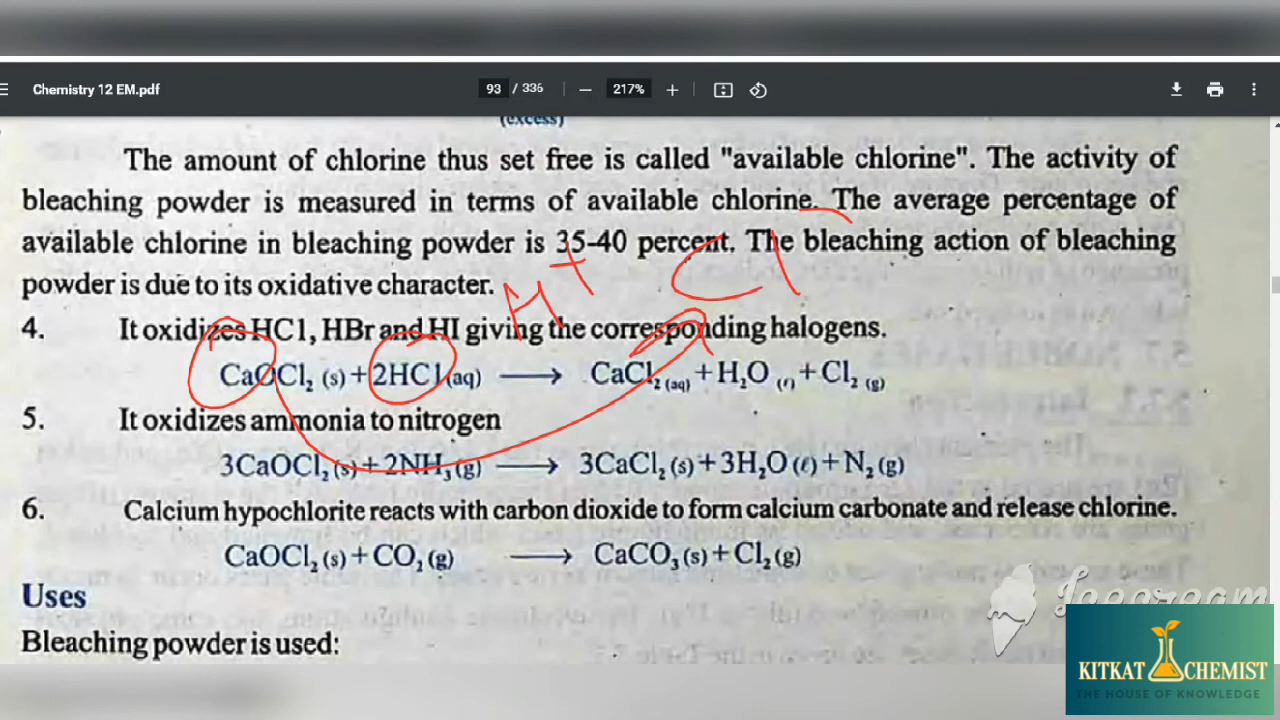 Chemistry 12 EM.pdf
93 / 336
217%
(excess)
The amount of chlorine thus set free is called "available chlorine". The activity of
bleaching powder is measured in terms of available chlorine. The average percentage of
available chlorine in bleaching powder is 35-40 percent. The bleaching action of bleaching
powder is due to its oxidative character.
H⁺ Cl⁻
4. It oxidizes HCl, HBr and HI giving the corresponding halogens.
CaOCl₂ (s) + 2HCl (aq) ⟶ CaCl₂ (aq) + H₂O (ℓ) + Cl₂ (g)
5. It oxidizes ammonia to nitrogen
3CaOCl₂ (s) + 2NH₃ (g) ⟶ 3CaCl₂ (s) + 3H₂O (ℓ) + N₂ (g)
6. Calcium hypochlorite reacts with carbon dioxide to form calcium carbonate and release chlorine.
CaOCl₂ (s) + CO₂ (g) ⟶ CaCO₃ (s) + Cl₂ (g)
Uses
Bleaching powder is used:
Icecream
KITKAT CHEMIST
THE HOUSE OF KNOWLEDGE